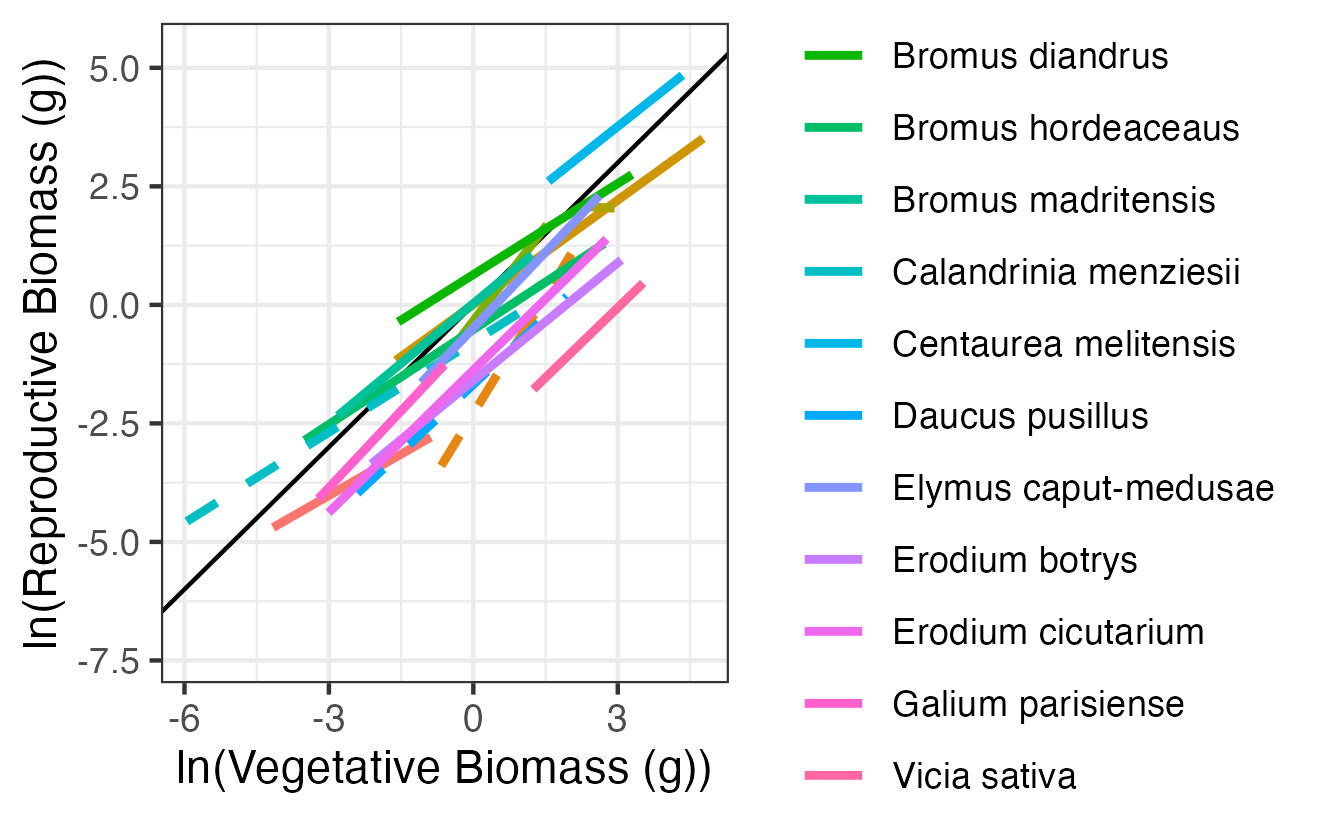 ln(Reproductive Biomass (g))
5.0
2.5
0.0
-2.5
-5.0
-7.5
-6 -3 0 3
ln(Vegetative Biomass (g))
Bromus diandrus
Bromus hordeaceaus
Bromus madritensis
Calandrinia menziesii
Centaurea melitensis
Daucus pusillus
Elymus caput-medusae
Erodium botrys
Erodium cicutarium
Galium parisiense
Vicia sativa